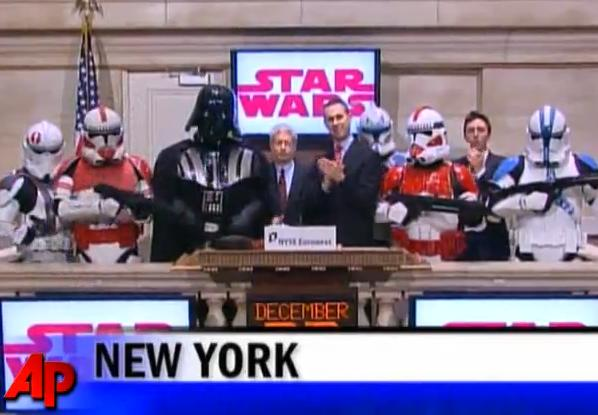 STAR
WARS
NYSE Euronext
DECEMBER
AP
NEW YORK